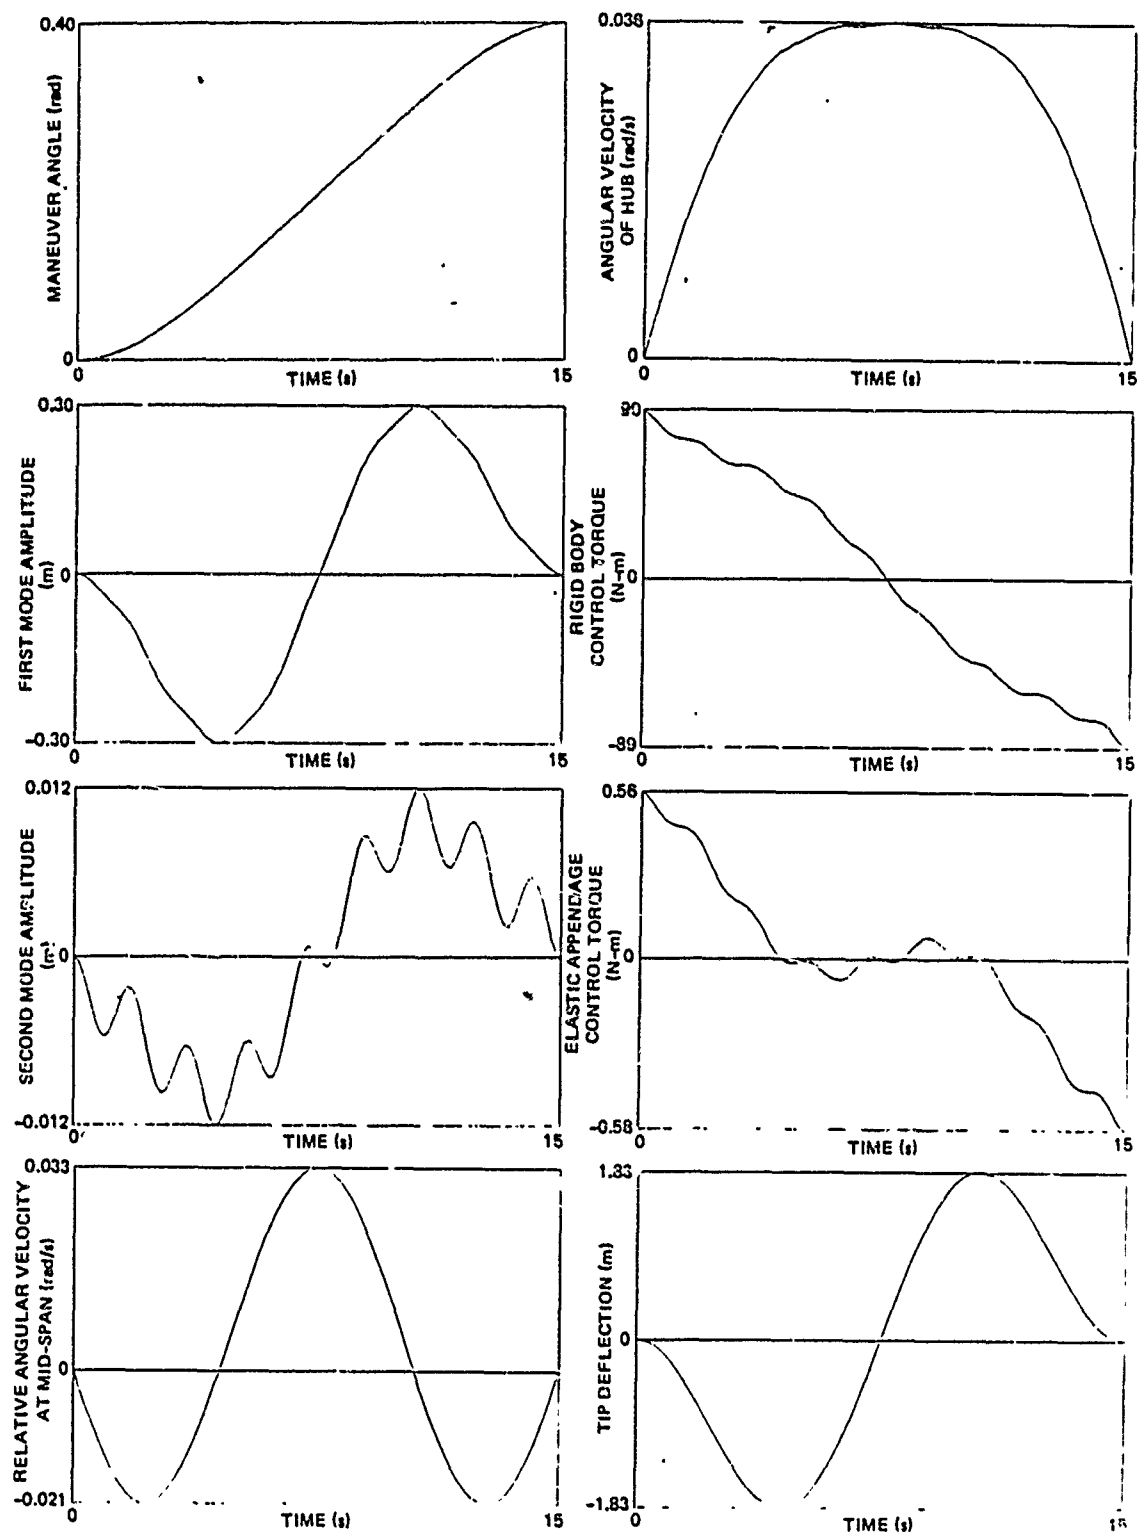 0.40
MANEUVER ANGLE (rad)
0
0
TIME (s)
15
0.038
ANGULAR VELOCITY
OF HUB (rad/s)
0
0
TIME (s)
15
0.30
FIRST MODE AMPLITUDE
(m)
0
-0.30
0
TIME (s)
15
90
RIGID BODY
CONTROL TORQUE
(N-m)
0
-89
0
TIME (s)
15
0.012
SECOND MODE AMPLITUDE
(m)
0
-0.012
0
TIME (s)
15
0.56
ELASTIC APPENDAGE
CONTROL TORQUE
(N-m)
0
-0.58
0
TIME (s)
15
0.033
RELATIVE ANGULAR VELOCITY
AT MID-SPAN (rad/s)
0
-0.021
0
TIME (s)
15
1.83
TIP DEFLECTION (m)
0
-1.83
0
TIME (s)
15